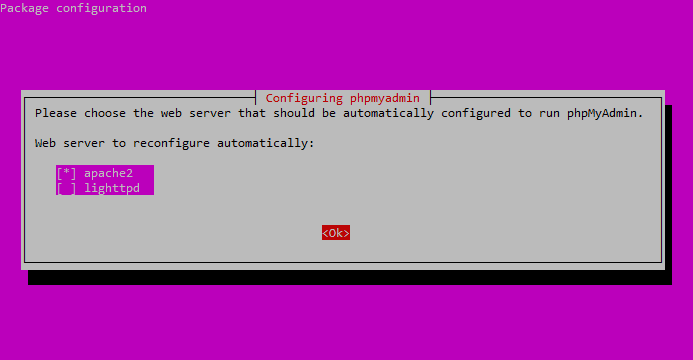 Package configuration
Configuring phpmyadmin
Please choose the web server that should be automatically configured to run phpMyAdmin.
Web server to reconfigure automatically:
[*] apache2
[ ] lighttpd
<Ok>